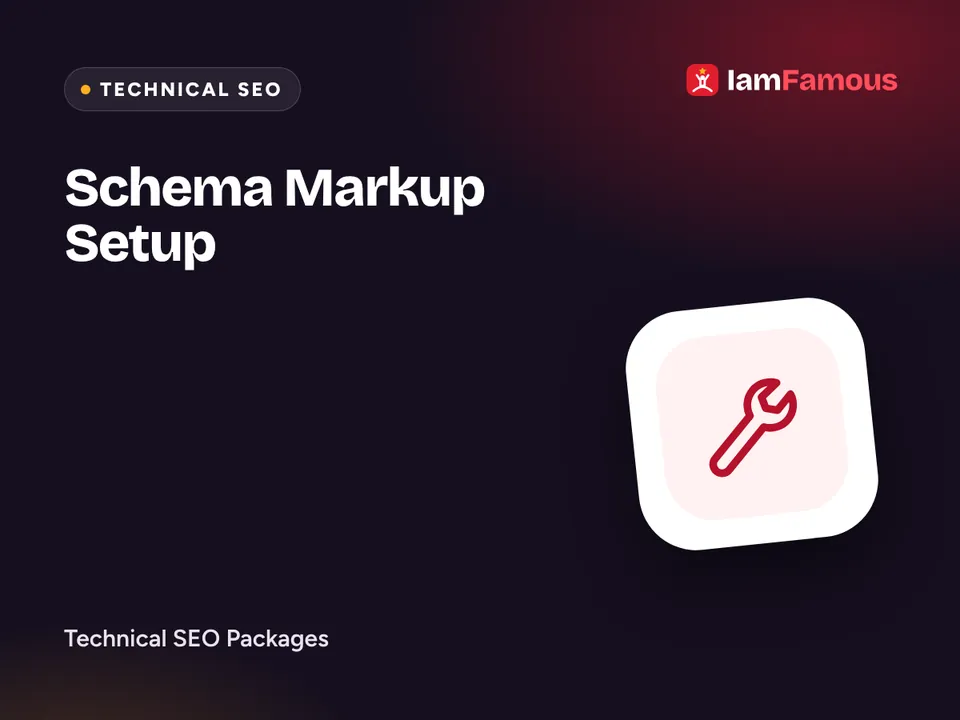 TECHNICAL SEO
IamFamous
Schema Markup
Setup
Technical SEO Packages